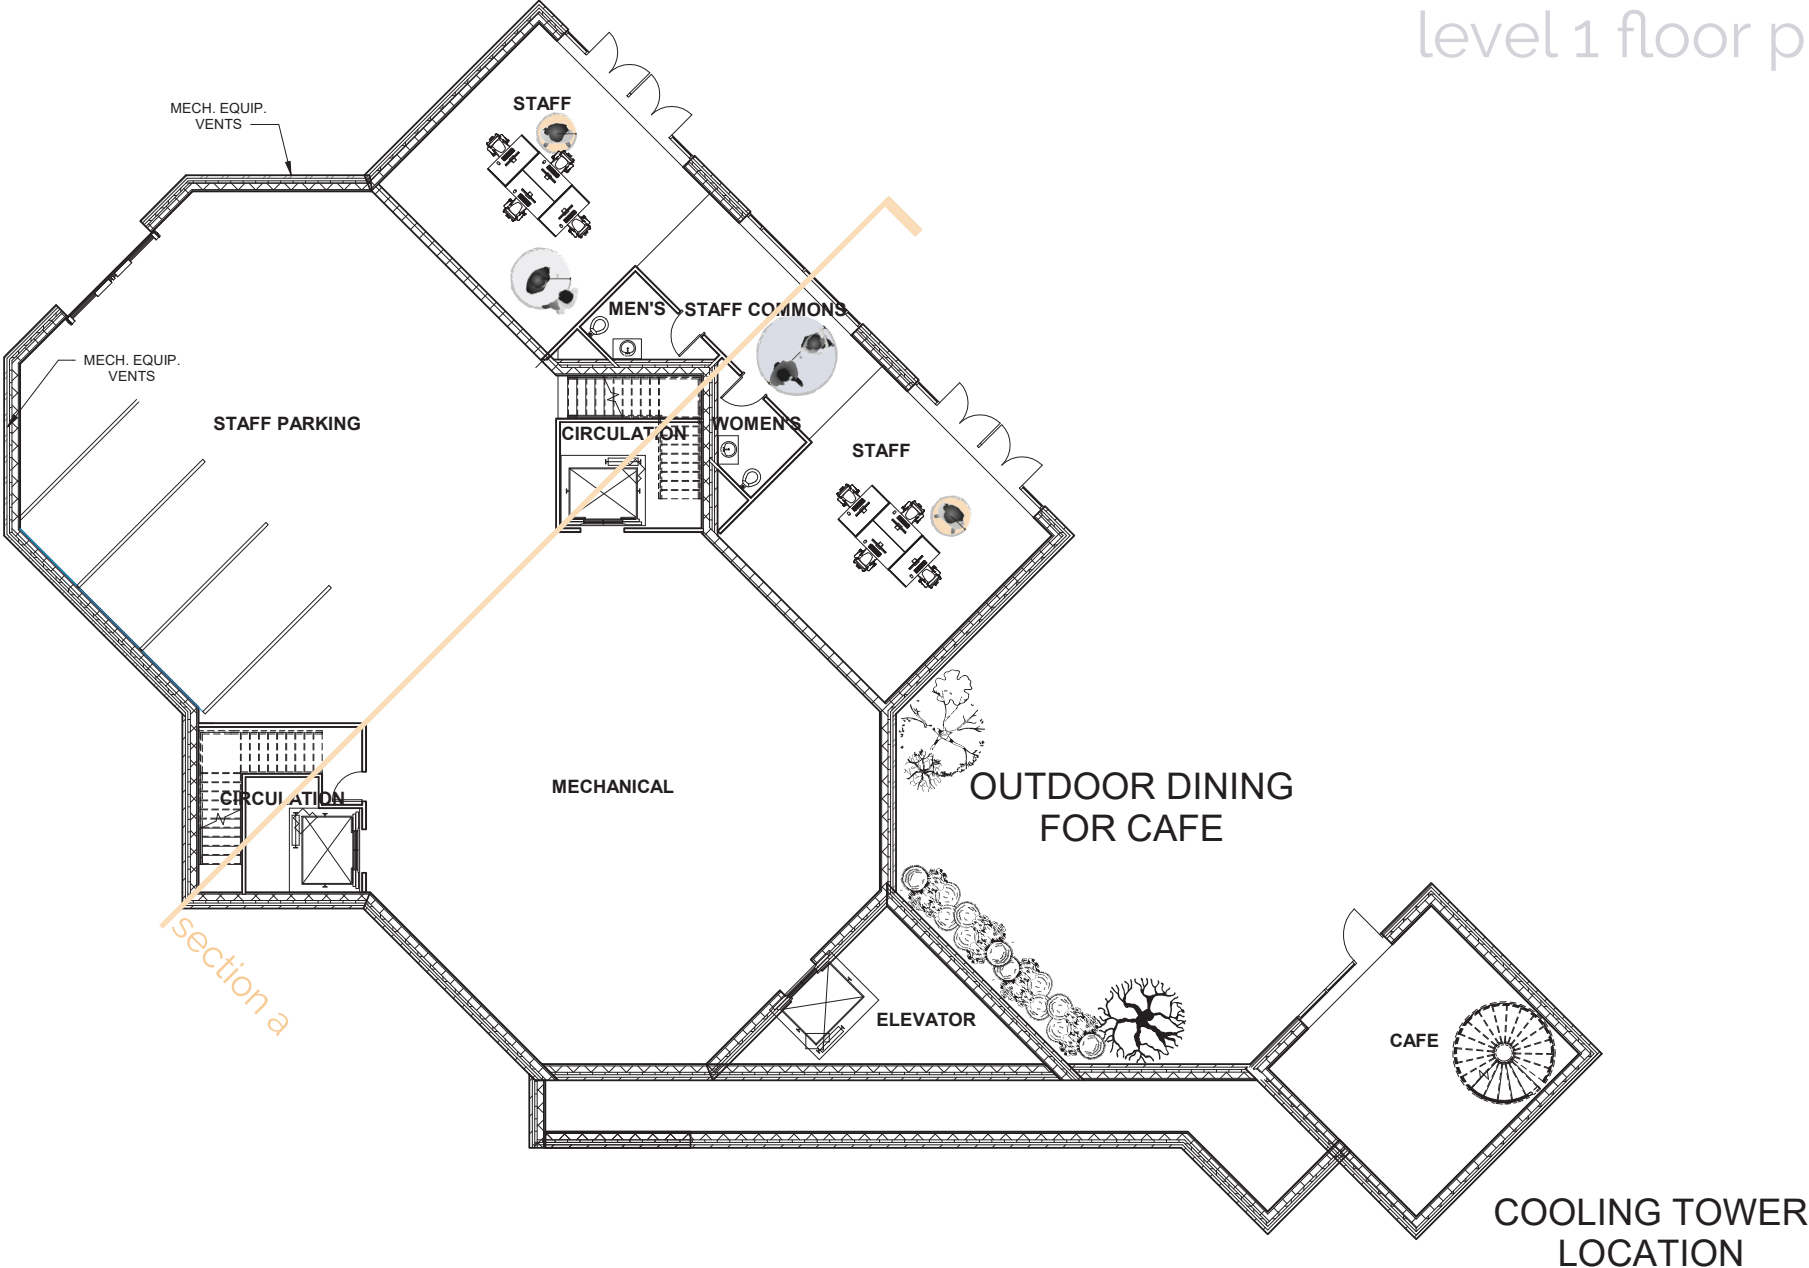 level 1 floor p
STAFF
MECH. EQUIP.
VENTS
MEN'S
STAFF COMMONS
MECH. EQUIP.
VENTS
STAFF PARKING
CIRCULATION
WOMEN'S
STAFF
MECHANICAL
CIRCULATION
OUTDOOR DINING
FOR CAFE
section a
ELEVATOR
CAFE
COOLING TOWER
LOCATION